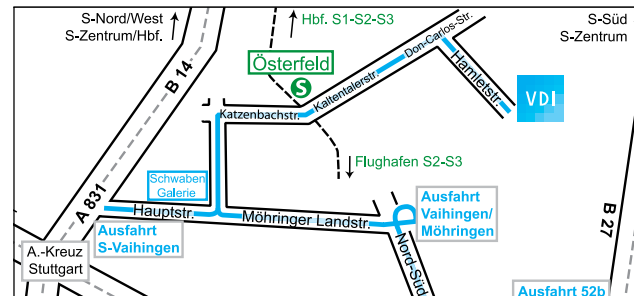 S-Nord/West
S-Zentrum/Hbf.
Hbf. S1-S2-S3
S-Süd
S-Zentrum
Don-Carlos-Str.
B 14
Österfeld
S
Kaltentalerstr.
Hamletstr.
VDI
Katzenbachstr.
Flughafen S2-S3
Schwaben
Galerie
A 831
Hauptstr.
Möhringer Landstr.
Ausfahrt
Vaihingen/
Möhringen
Ausfahrt
S-Vaihingen
B 27
A.-Kreuz
Stuttgart
Nord-Süd
Ausfahrt 52b